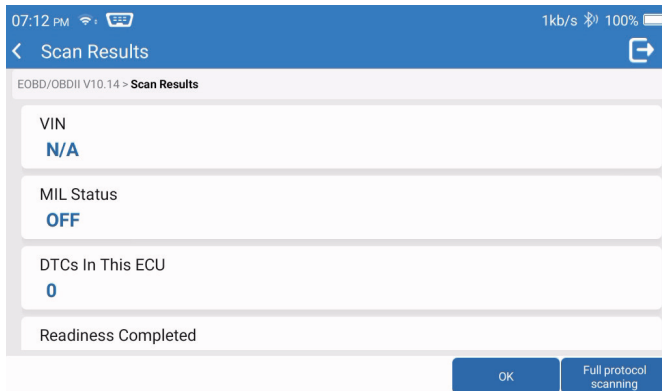 07:12 PM 1kb/s 100%
Scan Results
EOBD/OBDII V10.14 > Scan Results
VIN
N/A
MIL Status
OFF
DTCs In This ECU
0
Readiness Completed
OK
Full protocol
scanning